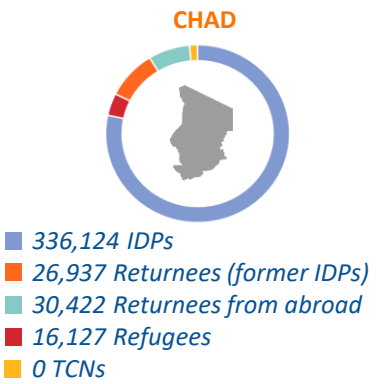 CHAD
336,124 IDPs
26,937 Returnees (former IDPs)
30,422 Returnees from abroad
16,127 Refugees
0 TCNs